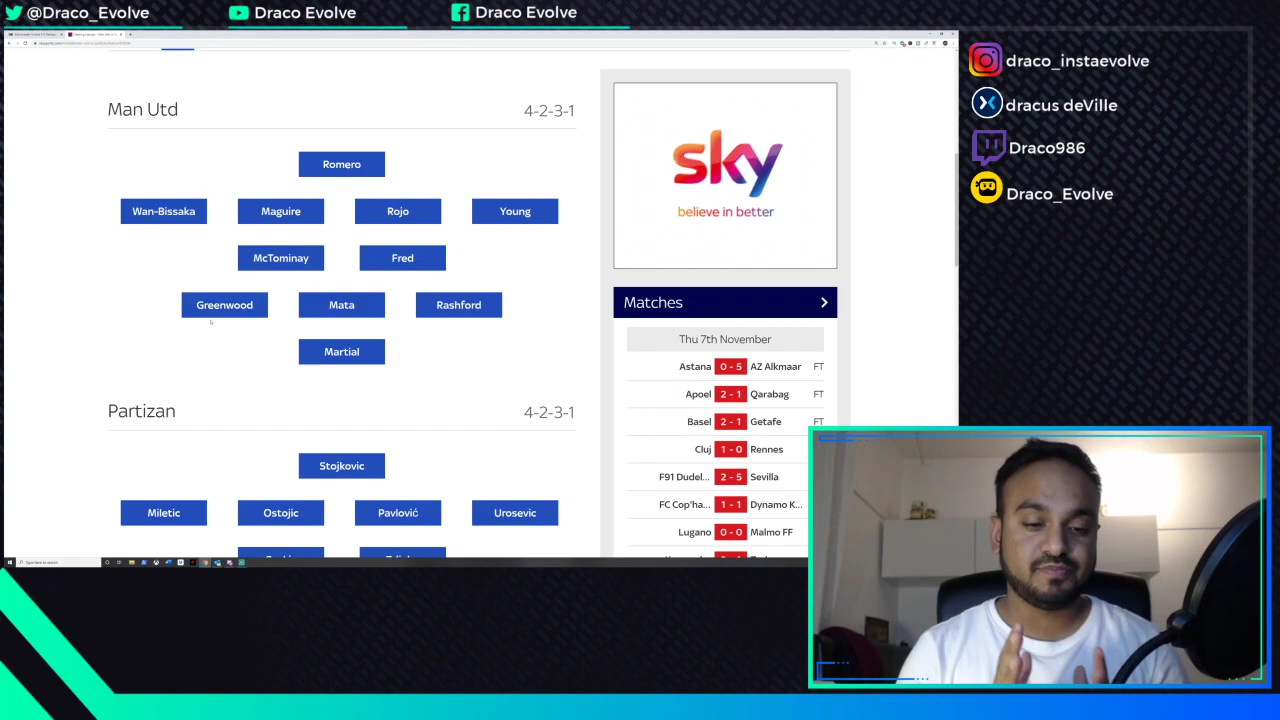 @Draco_Evolve
Draco Evolve
Draco Evolve
draco_instaevolve
dracus deVille
Draco986
Draco_Evolve
Man Utd
4-2-3-1
Romero
Wan-Bissaka
Maguire
Rojo
Young
McTominay
Fred
Greenwood
Mata
Rashford
Martial
Partizan
4-2-3-1
Stojkovic
Miletic
Ostojic
Pavlović
Urosevic
sky
believe in better
Matches
Thu 7th November
Astana 0 - 5 AZ Alkmaar FT
Apoel 2 - 1 Qarabag FT
Basel 2 - 1 Getafe FT
Cluj 1 - 0 Rennes
F91 Dudel... 2 - 5 Sevilla
FC Cop'ha... 1 - 1 Dynamo K...
Lugano 0 - 0 Malmo FF
Type here to search